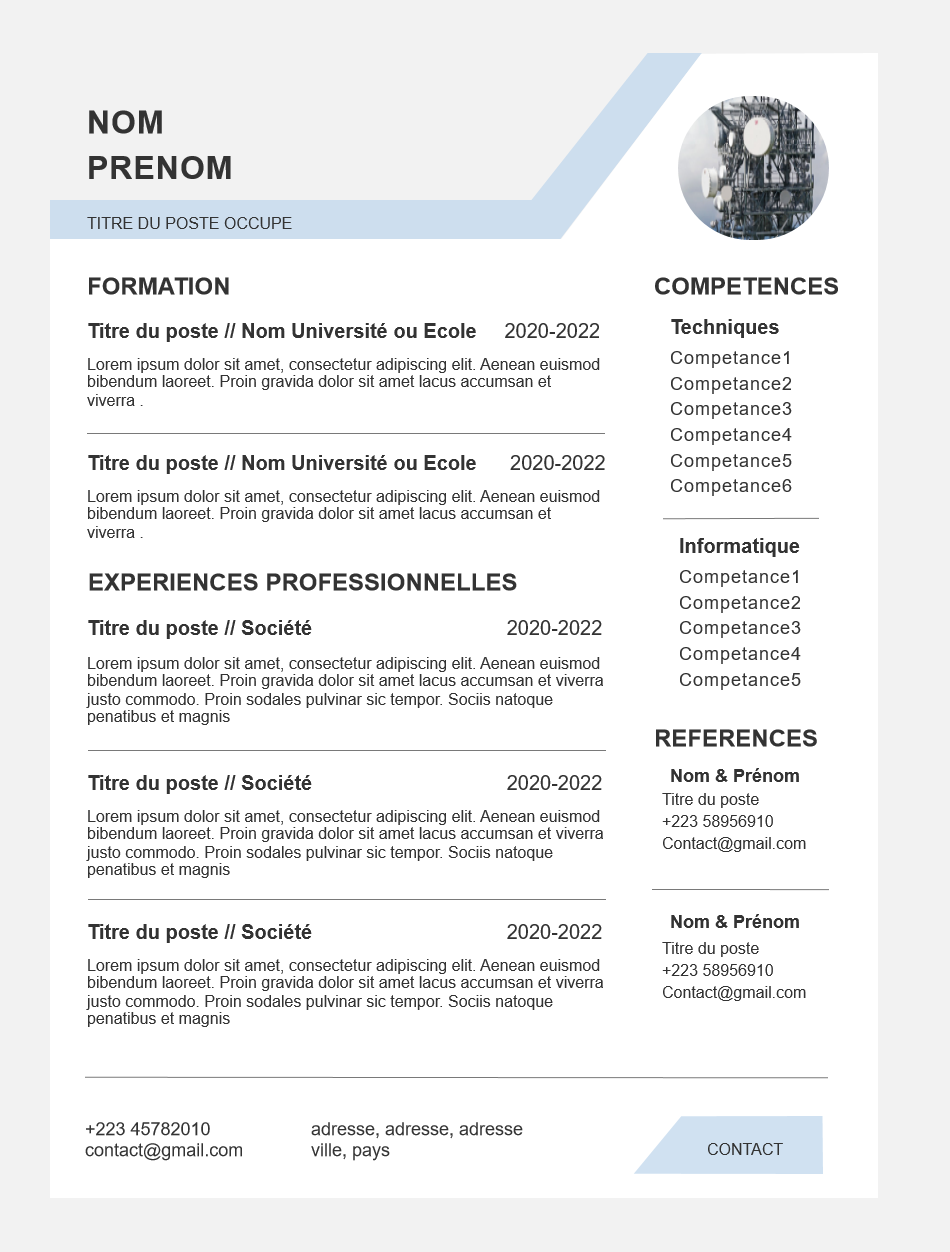 NOM
PRENOM
TITRE DU POSTE OCCUPE
FORMATION
Titre du poste // Nom Université ou Ecole 2020-2022
Lorem ipsum dolor sit amet, consectetur adipiscing elit. Aenean euismod
bibendum laoreet. Proin gravida dolor sit amet lacus accumsan et
viverra .
Titre du poste // Nom Université ou Ecole 2020-2022
Lorem ipsum dolor sit amet, consectetur adipiscing elit. Aenean euismod
bibendum laoreet. Proin gravida dolor sit amet lacus accumsan et
viverra .
EXPERIENCES PROFESSIONNELLES
Titre du poste // Société 2020-2022
Lorem ipsum dolor sit amet, consectetur adipiscing elit. Aenean euismod
bibendum laoreet. Proin gravida dolor sit amet lacus accumsan et viverra
justo commodo. Proin sodales pulvinar sic tempor. Sociis natoque
penatibus et magnis
Titre du poste // Société 2020-2022
Lorem ipsum dolor sit amet, consectetur adipiscing elit. Aenean euismod
bibendum laoreet. Proin gravida dolor sit amet lacus accumsan et viverra
justo commodo. Proin sodales pulvinar sic tempor. Sociis natoque
penatibus et magnis
Titre du poste // Société 2020-2022
Lorem ipsum dolor sit amet, consectetur adipiscing elit. Aenean euismod
bibendum laoreet. Proin gravida dolor sit amet lacus accumsan et viverra
justo commodo. Proin sodales pulvinar sic tempor. Sociis natoque
penatibus et magnis
COMPETENCES
Techniques
Competance1
Competance2
Competance3
Competance4
Competance5
Competance6
Informatique
Competance1
Competance2
Competance3
Competance4
Competance5
REFERENCES
Nom & Prénom
Titre du poste
+223 58956910
Contact@gmail.com
Nom & Prénom
Titre du poste
+223 58956910
Contact@gmail.com
+223 45782010
contact@gmail.com
adresse, adresse, adresse
ville, pays
CONTACT